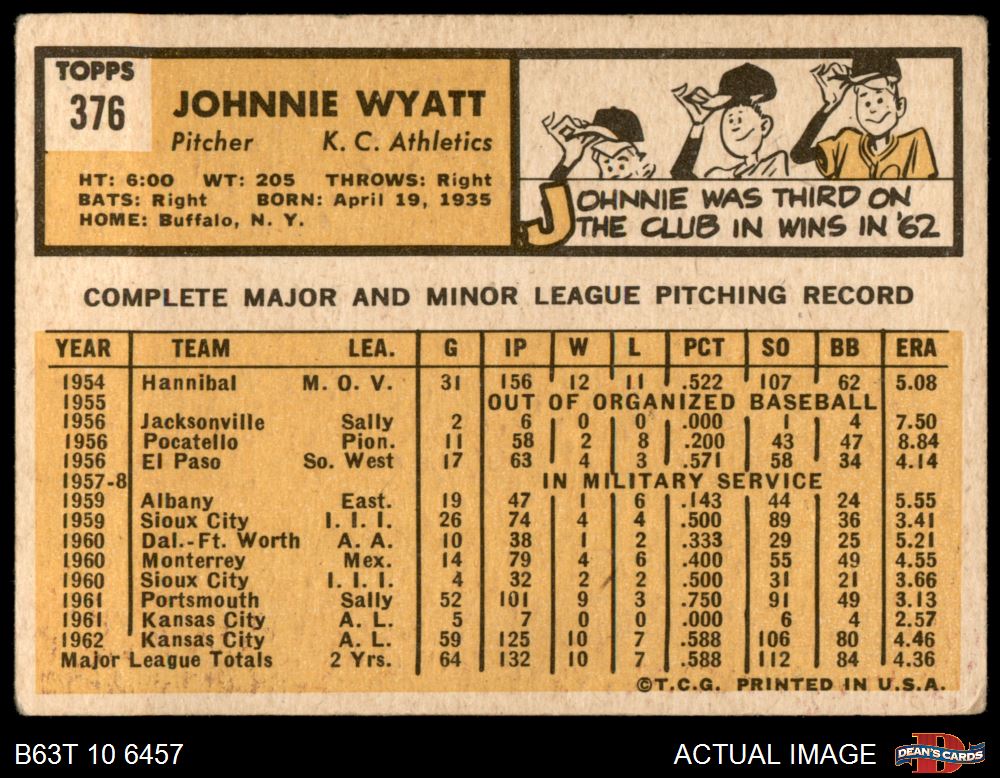 TOPPS
376
JOHNNIE WYATT
Pitcher K. C. Athletics
HT: 6:00 WT: 205 THROWS: Right
BATS: Right BORN: April 19, 1935
HOME: Buffalo, N. Y.
JOHNNIE WAS THIRD ON
THE CLUB IN WINS IN '62
COMPLETE MAJOR AND MINOR LEAGUE PITCHING RECORD
YEAR TEAM LEA. G IP W L PCT SO BB ERA
1954 Hannibal M. O. V. 31 156 12 11 .522 107 62 5.08
1955 OUT OF ORGANIZED BASEBALL
1956 Jacksonville Sally 2 6 0 0 .000 1 4 7.50
1956 Pocatello Pion. 11 58 2 8 .200 43 47 8.84
1956 El Paso So. West 17 63 4 3 .571 58 34 4.14
1957-8 IN MILITARY SERVICE
1959 Albany East. 19 47 1 6 .143 44 24 5.55
1959 Sioux City I. I. I. 26 74 4 4 .500 89 36 3.41
1960 Dal.-Ft. Worth A. A. 10 38 1 2 .333 29 25 5.21
1960 Monterrey Mex. 14 79 4 6 .400 55 49 4.55
1960 Sioux City I. I. I. 4 32 2 2 .500 31 21 3.66
1961 Portsmouth Sally 52 101 9 3 .750 91 49 3.13
1961 Kansas City A. L. 5 7 0 0 .000 6 4 2.57
1962 Kansas City A. L. 59 125 10 7 .588 106 80 4.46
Major League Totals 2 Yrs. 64 132 10 7 .588 112 84 4.36
©T.C.G. PRINTED IN U.S.A.
B63T 10 6457 ACTUAL IMAGE DEAN'S CARDS